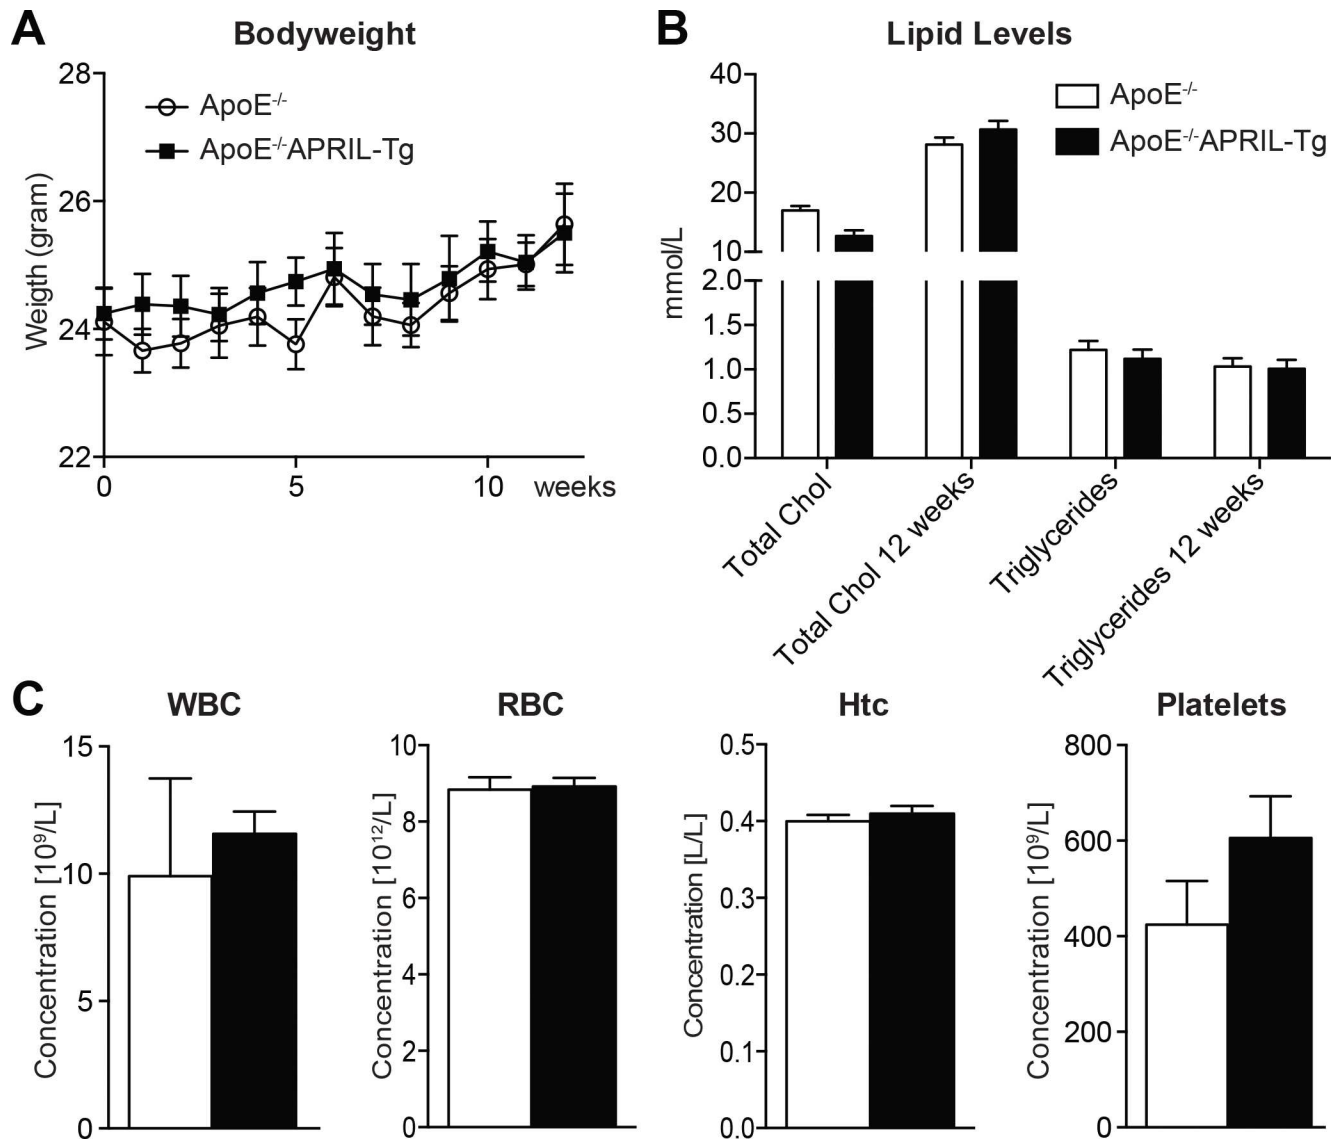 A
Bodyweight
28
26
24
22
Weigth (gram)
ApoE-/-
ApoE-/-APRIL-Tg
0
5
10
weeks
B
Lipid Levels
40
30
20
10
2.0
1.5
1.0
0.5
0.0
mmol/L
ApoE-/-
ApoE-/-APRIL-Tg
Total Chol
Total Chol 12 weeks
Triglycerides
Triglycerides 12 weeks
C
WBC
15
10
5
0
Concentration [10⁹/L]
RBC
10
8
6
4
2
0
Concentration [10¹²/L]
Htc
0.5
0.4
0.3
0.2
0.1
0.0
Concentration [L/L]
Platelets
800
600
400
200
0
Concentration [10⁹/L]